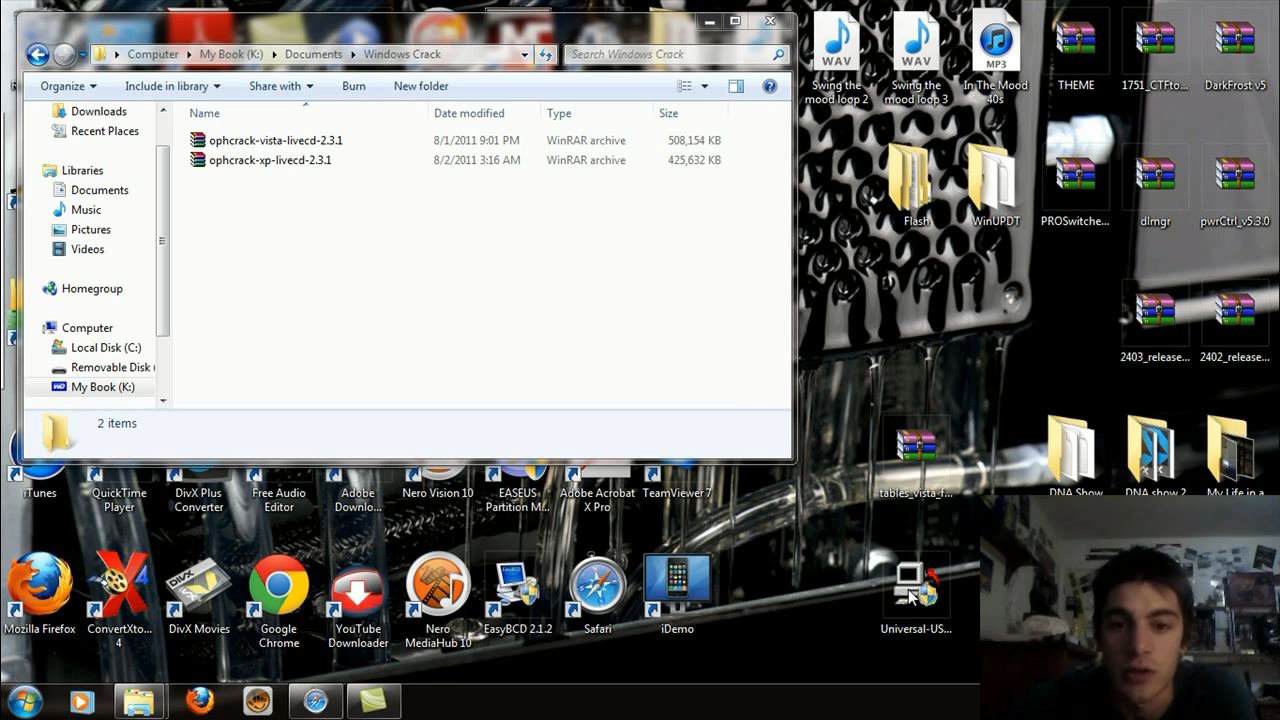 Computer ▸ My Book (K:) ▸ Documents ▸ Windows Crack
Search Windows Crack
Organize Include in library Share with Burn New folder
Name Date modified Type Size
Downloads
Recent Places
Libraries
Documents
Music
Pictures
Videos
Homegroup
Computer
Local Disk (C:)
Removable Disk (
My Book (K:)
ophcrack-vista-livecd-2.3.1 8/1/2011 9:01 PM WinRAR archive 508,154 KB
ophcrack-xp-livecd-2.3.1 8/2/2011 3:16 AM WinRAR archive 425,632 KB
2 items
WAV
WAV
MP3
Swing the mood loop 2
Swing the mood loop 3
In The Mood 40s
THEME
1751_CTFto...
DarkFrost v5
Flash
WinUPDT
PROSwitche...
dlmgr
pwrCtrl_v5.3.0
2403_release...
2402_release...
tables_vista_f...
DNA Show
DNA show 2
My Life in a
iTunes
QuickTime Player
DivX Plus Converter
Free Audio Editor
Adobe Downlo...
Nero Vision 10
EASEUS Partition M...
Adobe Acrobat X Pro
TeamViewer 7
Mozilla Firefox
ConvertXto... 4
DivX Movies
Google Chrome
YouTube Downloader
Nero MediaHub 10
EasyBCD 2.1.2
Safari
iDemo
Universal-US...